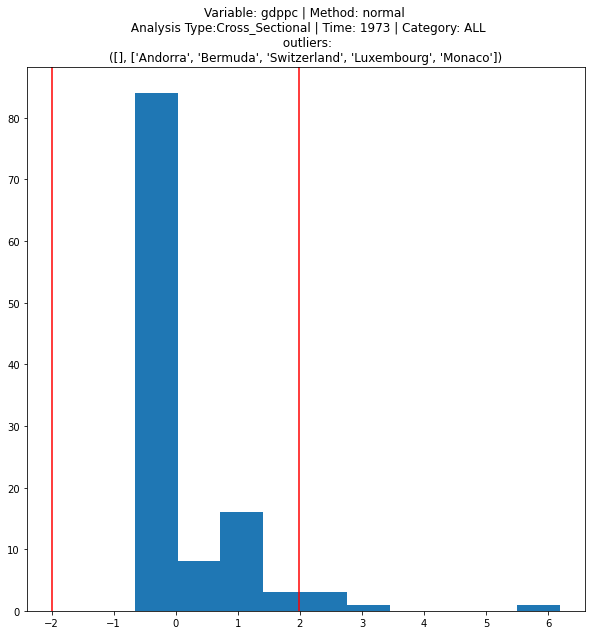 Variable: gdppc | Method: normal
Analysis Type:Cross_Sectional | Time: 1973 | Category: ALL
outliers:
([], ['Andorra', 'Bermuda', 'Switzerland', 'Luxembourg', 'Monaco'])
80
70
60
50
40
30
20
10
0
−2 −1 0 1 2 3 4 5 6